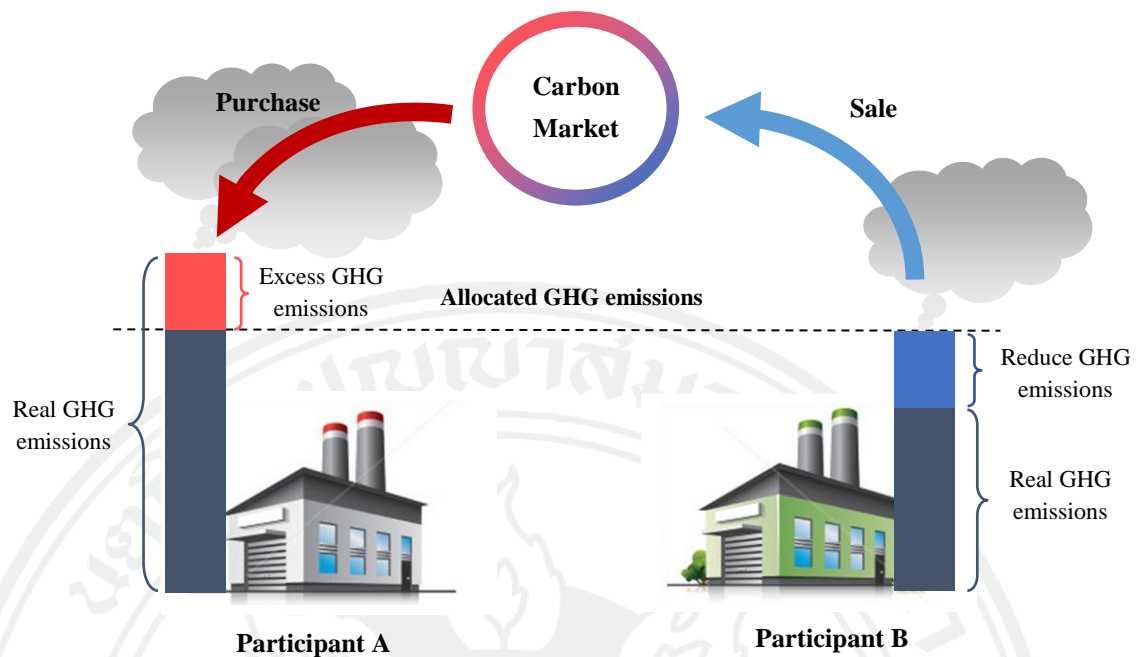 Carbon
Market
Purchase
Sale
Excess GHG
emissions
Allocated GHG emissions
Reduce GHG
emissions
Real GHG
emissions
Real GHG
emissions
Participant A
Participant B